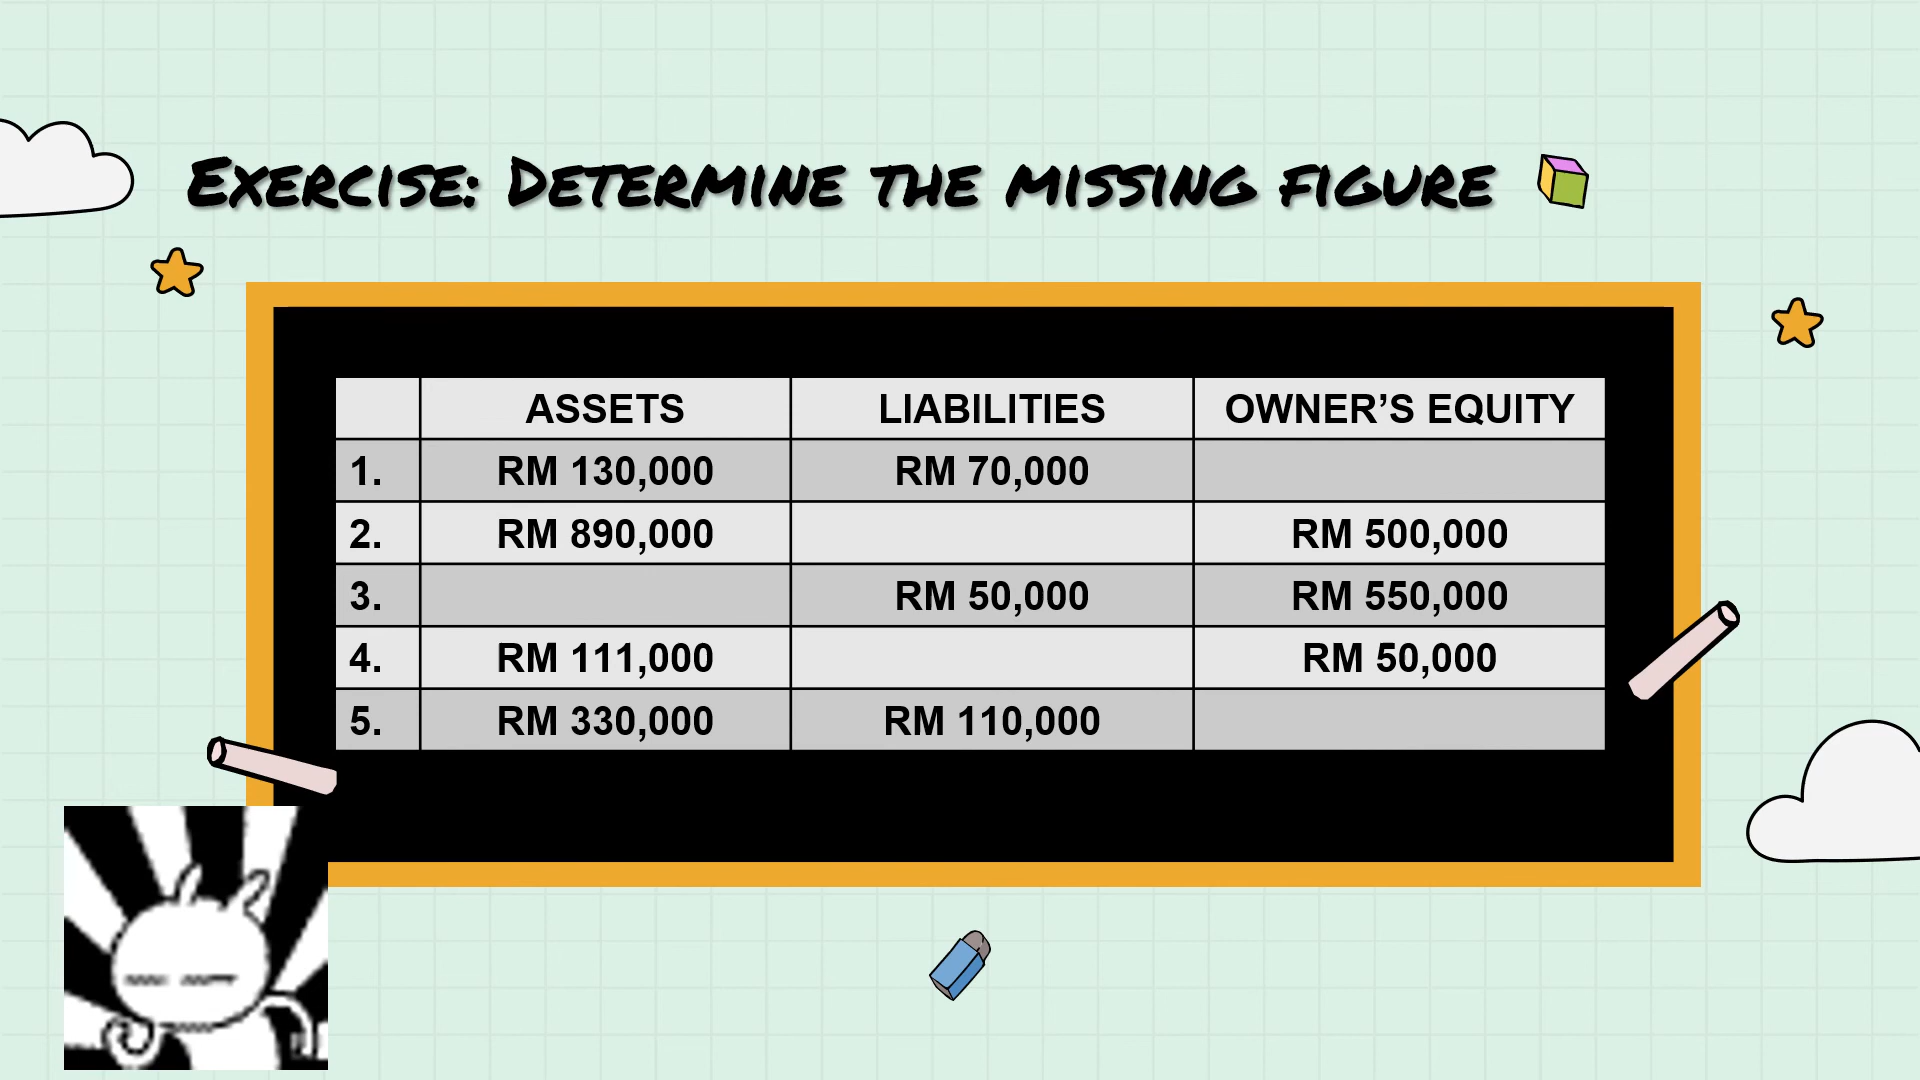 EXERCISE: DETERMINE THE MISSING FIGURE
ASSETS LIABILITIES OWNER’S EQUITY
1. RM 130,000 RM 70,000
2. RM 890,000 RM 500,000
3. RM 50,000 RM 550,000
4. RM 111,000 RM 50,000
5. RM 330,000 RM 110,000